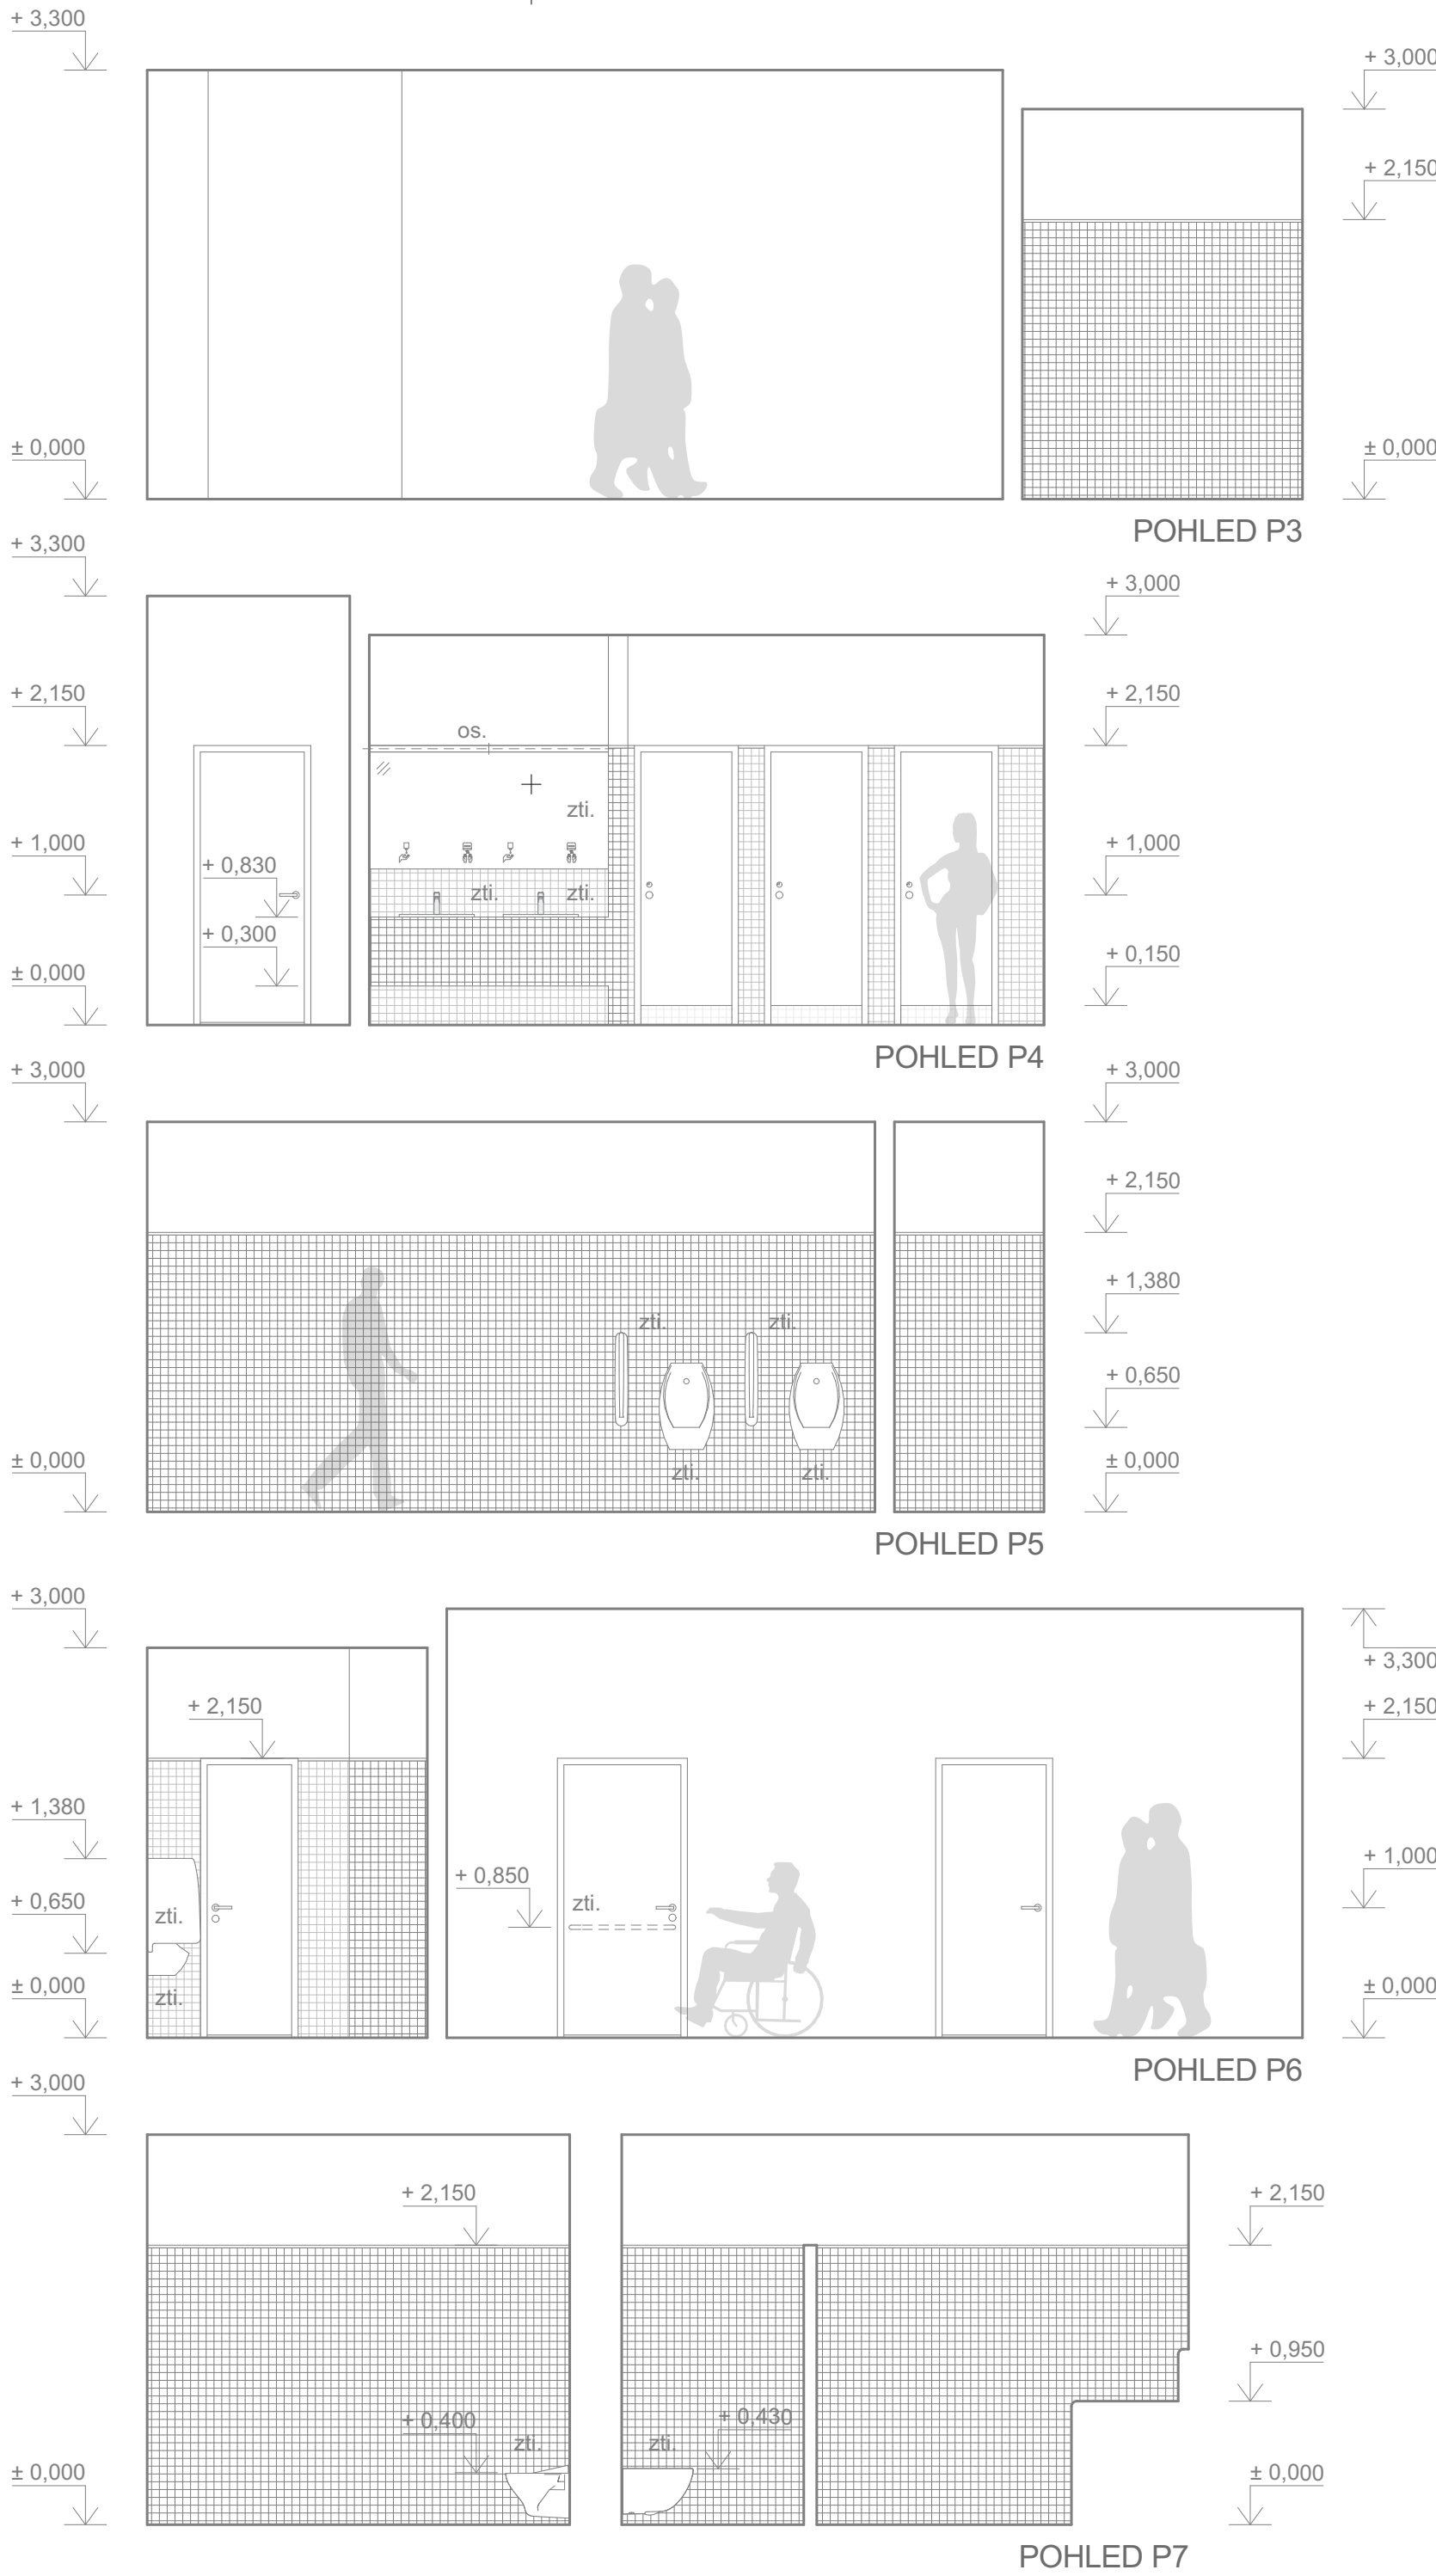 + 3,300
+ 3,000
+ 2,150
± 0,000
± 0,000
POHLED P3
+ 3,300
+ 3,000
+ 2,150
+ 2,150
os.
zti.
+ 1,000
+ 1,000
+ 0,830
zti.
zti.
+ 0,300
+ 0,150
± 0,000
POHLED P4
+ 3,000
+ 3,000
+ 2,150
+ 1,380
zti.
zti.
+ 0,650
± 0,000
± 0,000
zti.
zti.
POHLED P5
+ 3,000
+ 3,300
+ 2,150
+ 2,150
+ 1,380
+ 1,000
+ 0,850
zti.
+ 0,650
zti.
± 0,000
± 0,000
zti.
POHLED P6
+ 3,000
+ 2,150
+ 2,150
+ 0,950
+ 0,400
+ 0,430
zti.
zti.
± 0,000
± 0,000
POHLED P7